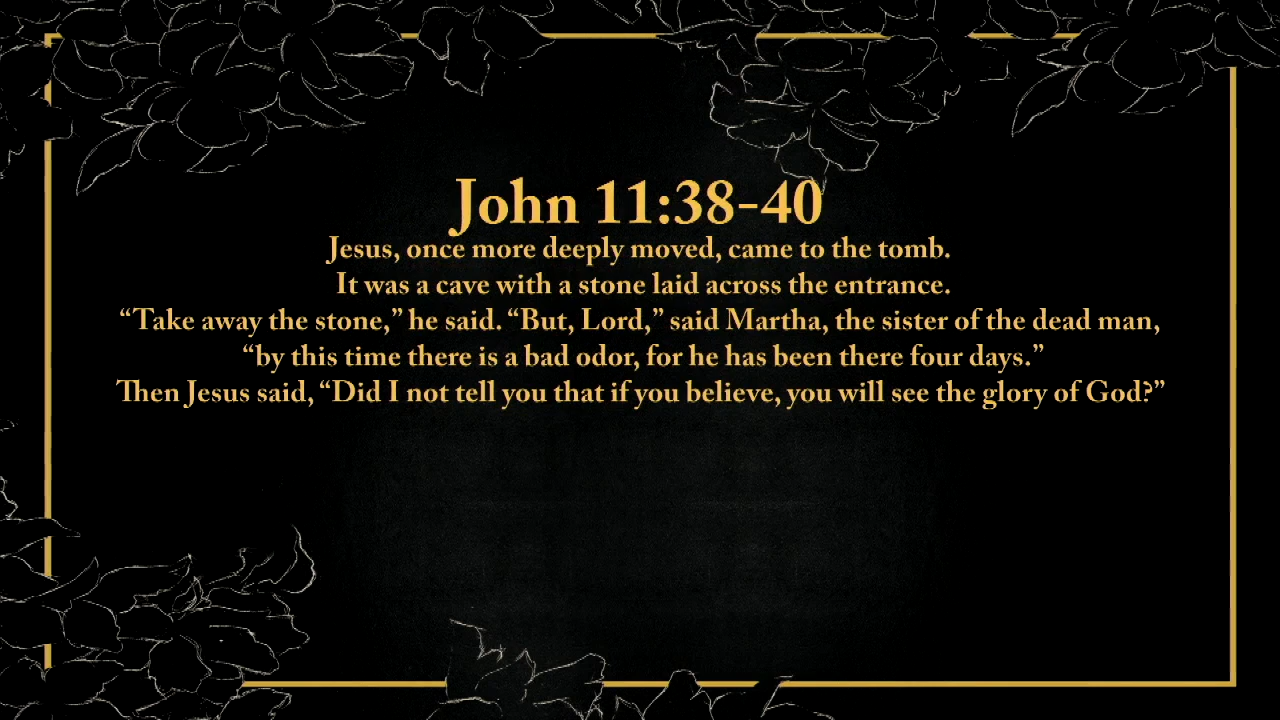 John 11:38-40
Jesus, once more deeply moved, came to the tomb.
It was a cave with a stone laid across the entrance.
“Take away the stone,” he said. “But, Lord,” said Martha, the sister of the dead man,
“by this time there is a bad odor, for he has been there four days.”
Then Jesus said, “Did I not tell you that if you believe, you will see the glory of God?”